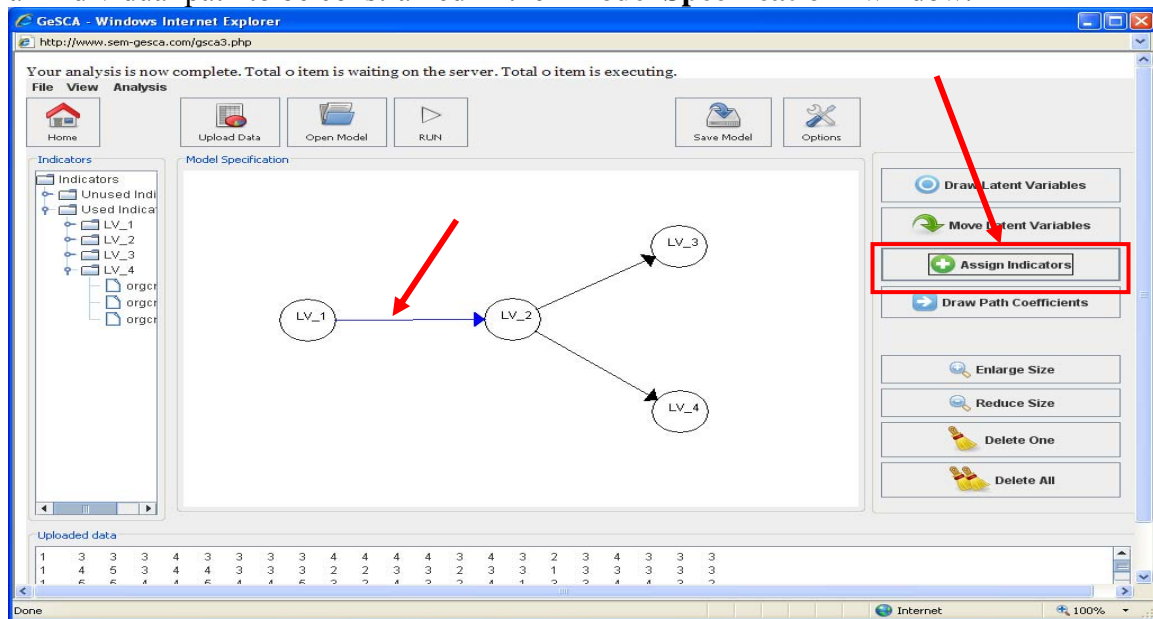 GeSCA - Windows Internet Explorer
http://www.sem-gesca.com/gsca3.php
Your analysis is now complete. Total 0 item is waiting on the server. Total 0 item is executing.
File View Analysis
Home
Upload Data
Open Model
RUN
Save Model
Options
Indicators
Indicators
Unused Indi
Used Indica
LV_1
LV_2
LV_3
LV_4
orgcr
orgcr
orgcr
Model Specification
LV_1
LV_2
LV_3
LV_4
Draw Latent Variables
Move Latent Variables
Assign Indicators
Draw Path Coefficients
Enlarge Size
Reduce Size
Delete One
Delete All
Uploaded data
1 3 3 3 4 3 3 3 3 4 4 4 4 3 4 3 2 3 4 3 3 3
1 4 5 3 4 4 3 3 3 2 2 3 3 2 3 3 1 3 3 3 3 3
Done
Internet
100%